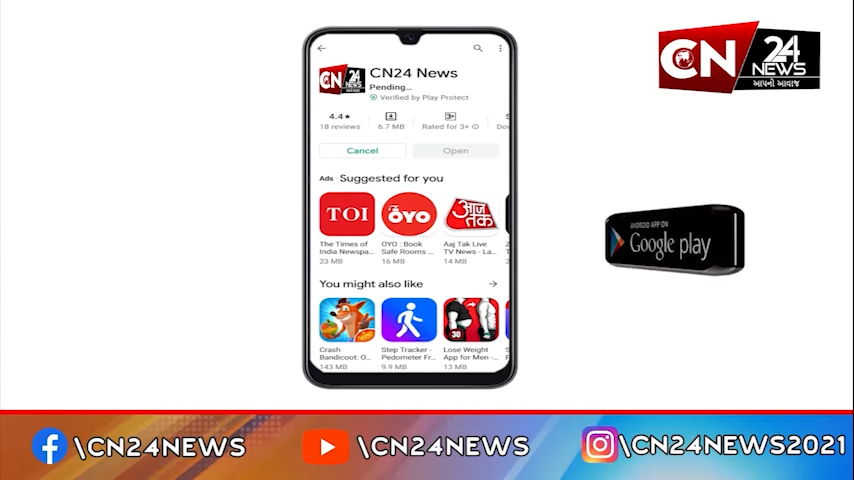 CN24 News
Pending...
Verified by Play Protect
4.4★
18 reviews
6.7 MB
3+
Rated for 3+
Cancel
Open
Ads · Suggested for you
TOI
OYO
आज तक
The Times of
India Newspa..
23 MB
OYO : Book
Safe Rooms ..
16 MB
Aaj Tak Live
TV News - La..
14 MB
You might also like
30
Crash
Bandicoot: O..
143 MB
Step Tracker -
Pedometer Fr..
9.9 MB
Lose Weight
App for Men - ..
13 MB
CN 24 NEWS
આપનો આવાજ
ANDROID APP ON
Google play
\CN24NEWS
\CN24NEWS
\CN24NEWS2021